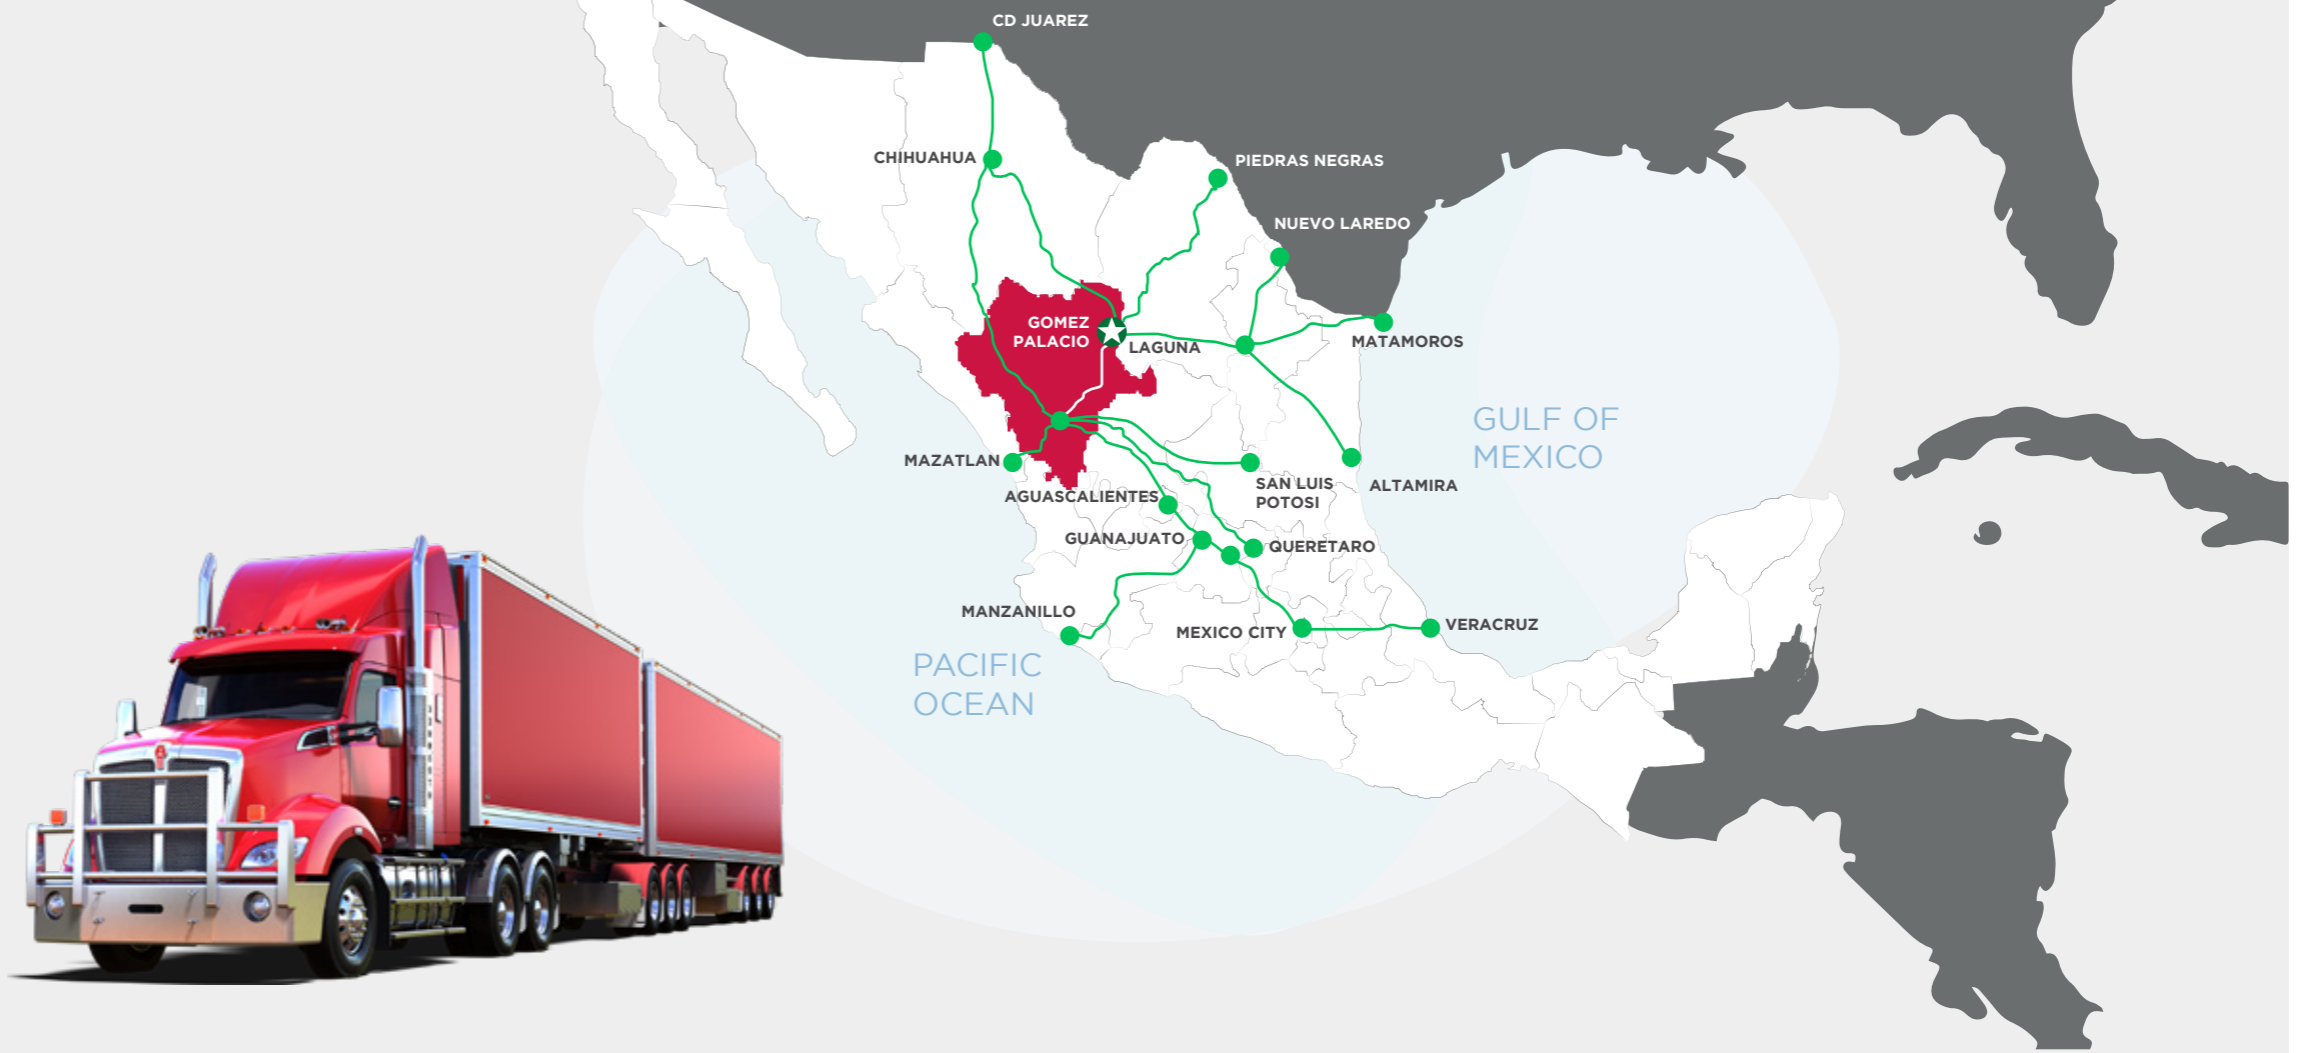 CD JUAREZ
CHIHUAHUA
PIEDRAS NEGRAS
NUEVO LAREDO
GOMEZ
PALACIO
LAGUNA
MATAMOROS
GULF OF
MEXICO
MAZATLAN
AGUASCALIENTES
SAN LUIS
POTOSI
ALTAMIRA
GUANAJUATO
QUERETARO
MANZANILLO
MEXICO CITY
VERACRUZ
PACIFIC
OCEAN